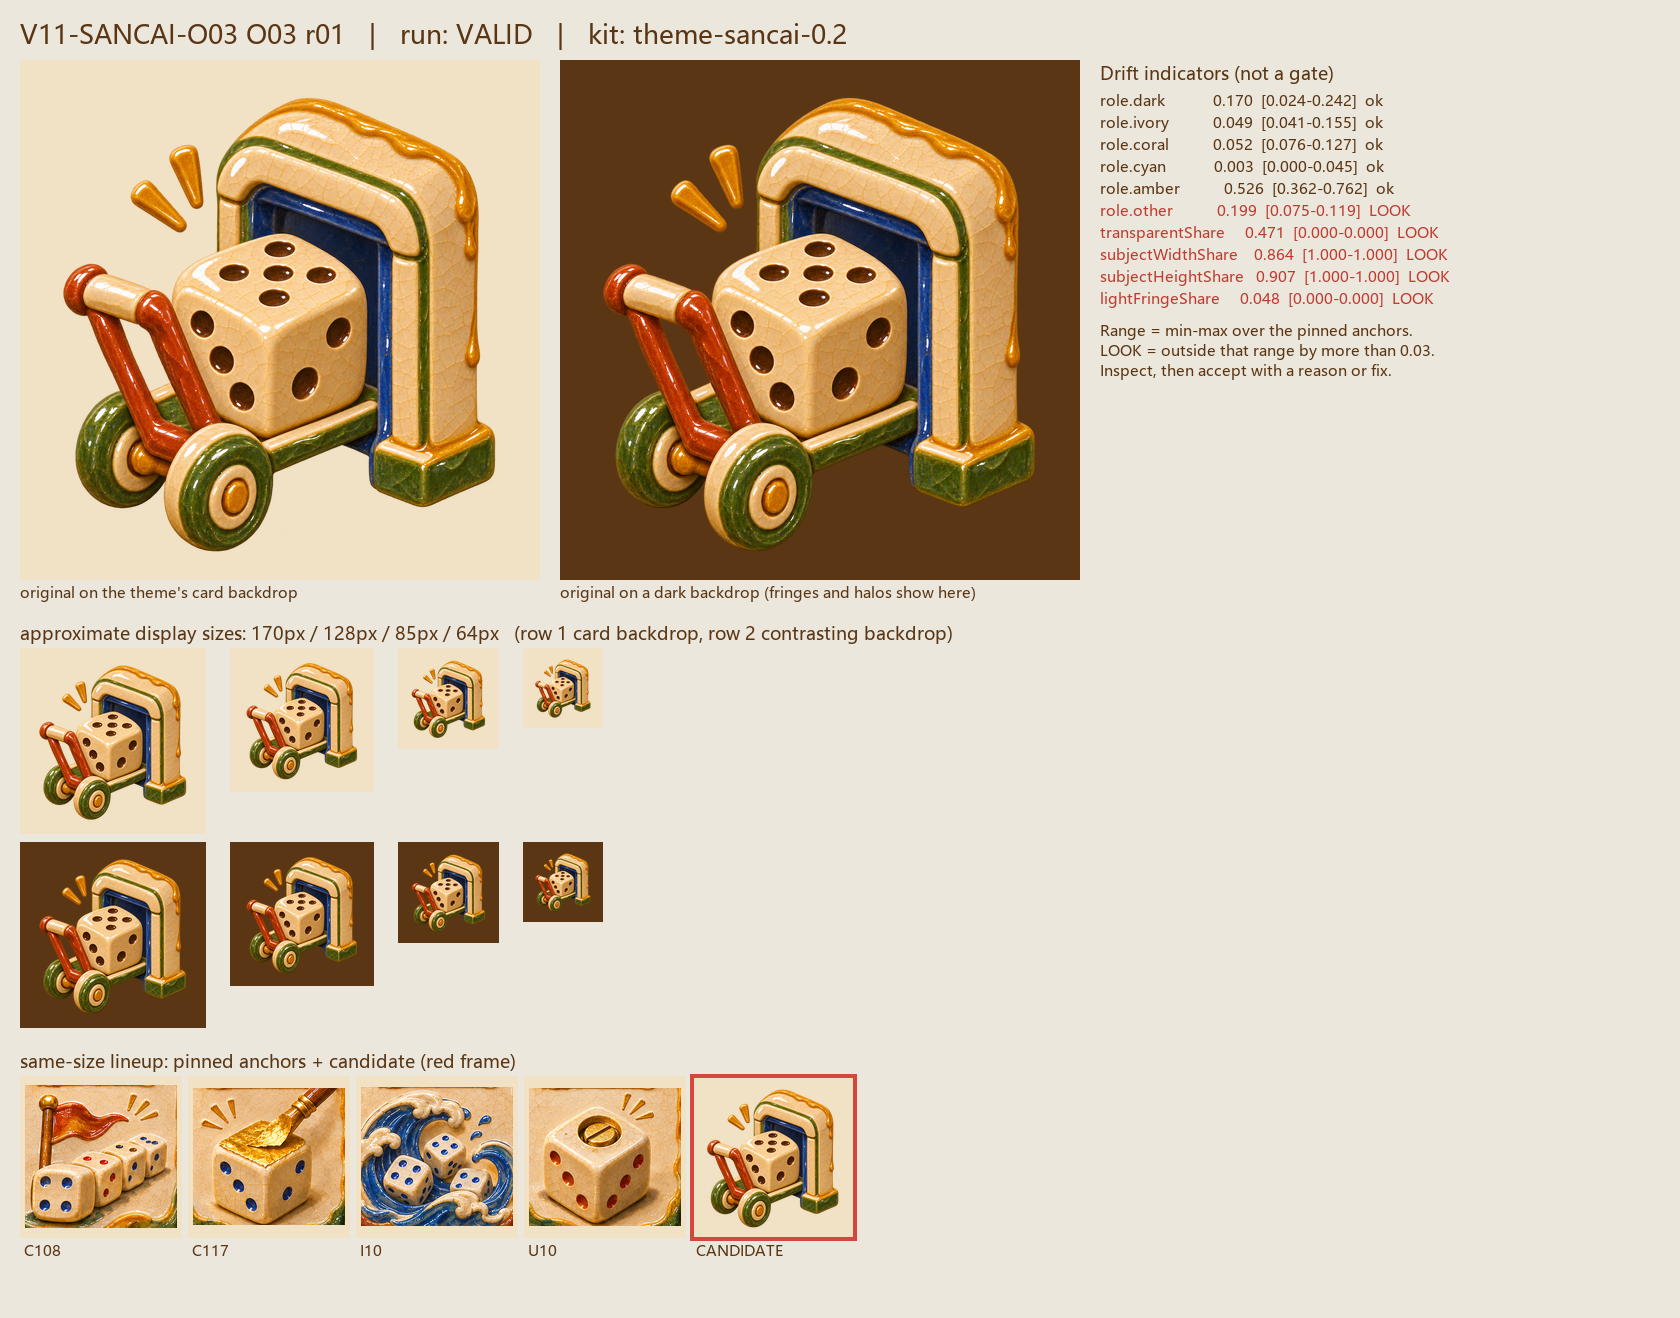 V11-SANCAI-O03 O03 r01 | run: VALID | kit: theme-sancai-0.2
Drift indicators (not a gate)
role.dark 0.170 [0.024-0.242] ok
role.ivory 0.049 [0.041-0.155] ok
role.coral 0.052 [0.076-0.127] ok
role.cyan 0.003 [0.000-0.045] ok
role.amber 0.526 [0.362-0.762] ok
role.other 0.199 [0.075-0.119] LOOK
transparentShare 0.471 [0.000-0.000] LOOK
subjectWidthShare 0.864 [1.000-1.000] LOOK
subjectHeightShare 0.907 [1.000-1.000] LOOK
lightFringeShare 0.048 [0.000-0.000] LOOK
Range = min-max over the pinned anchors.
LOOK = outside that range by more than 0.03.
Inspect, then accept with a reason or fix.
original on the theme's card backdrop
original on a dark backdrop (fringes and halos show here)
approximate display sizes: 170px / 128px / 85px / 64px (row 1 card backdrop, row 2 contrasting backdrop)
same-size lineup: pinned anchors + candidate (red frame)
C108
C117
I10
U10
CANDIDATE